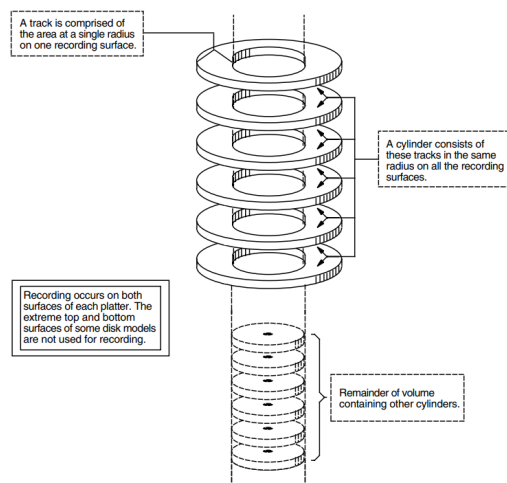 A track is comprised of
the area at a single radius
on one recording surface.
A cylinder consists of
these tracks in the same
radius on all the recording
surfaces.
Recording occurs on both
surfaces of each platter. The
extreme top and bottom
surfaces of some disk models
are not used for recording.
Remainder of volume
containing other cylinders.